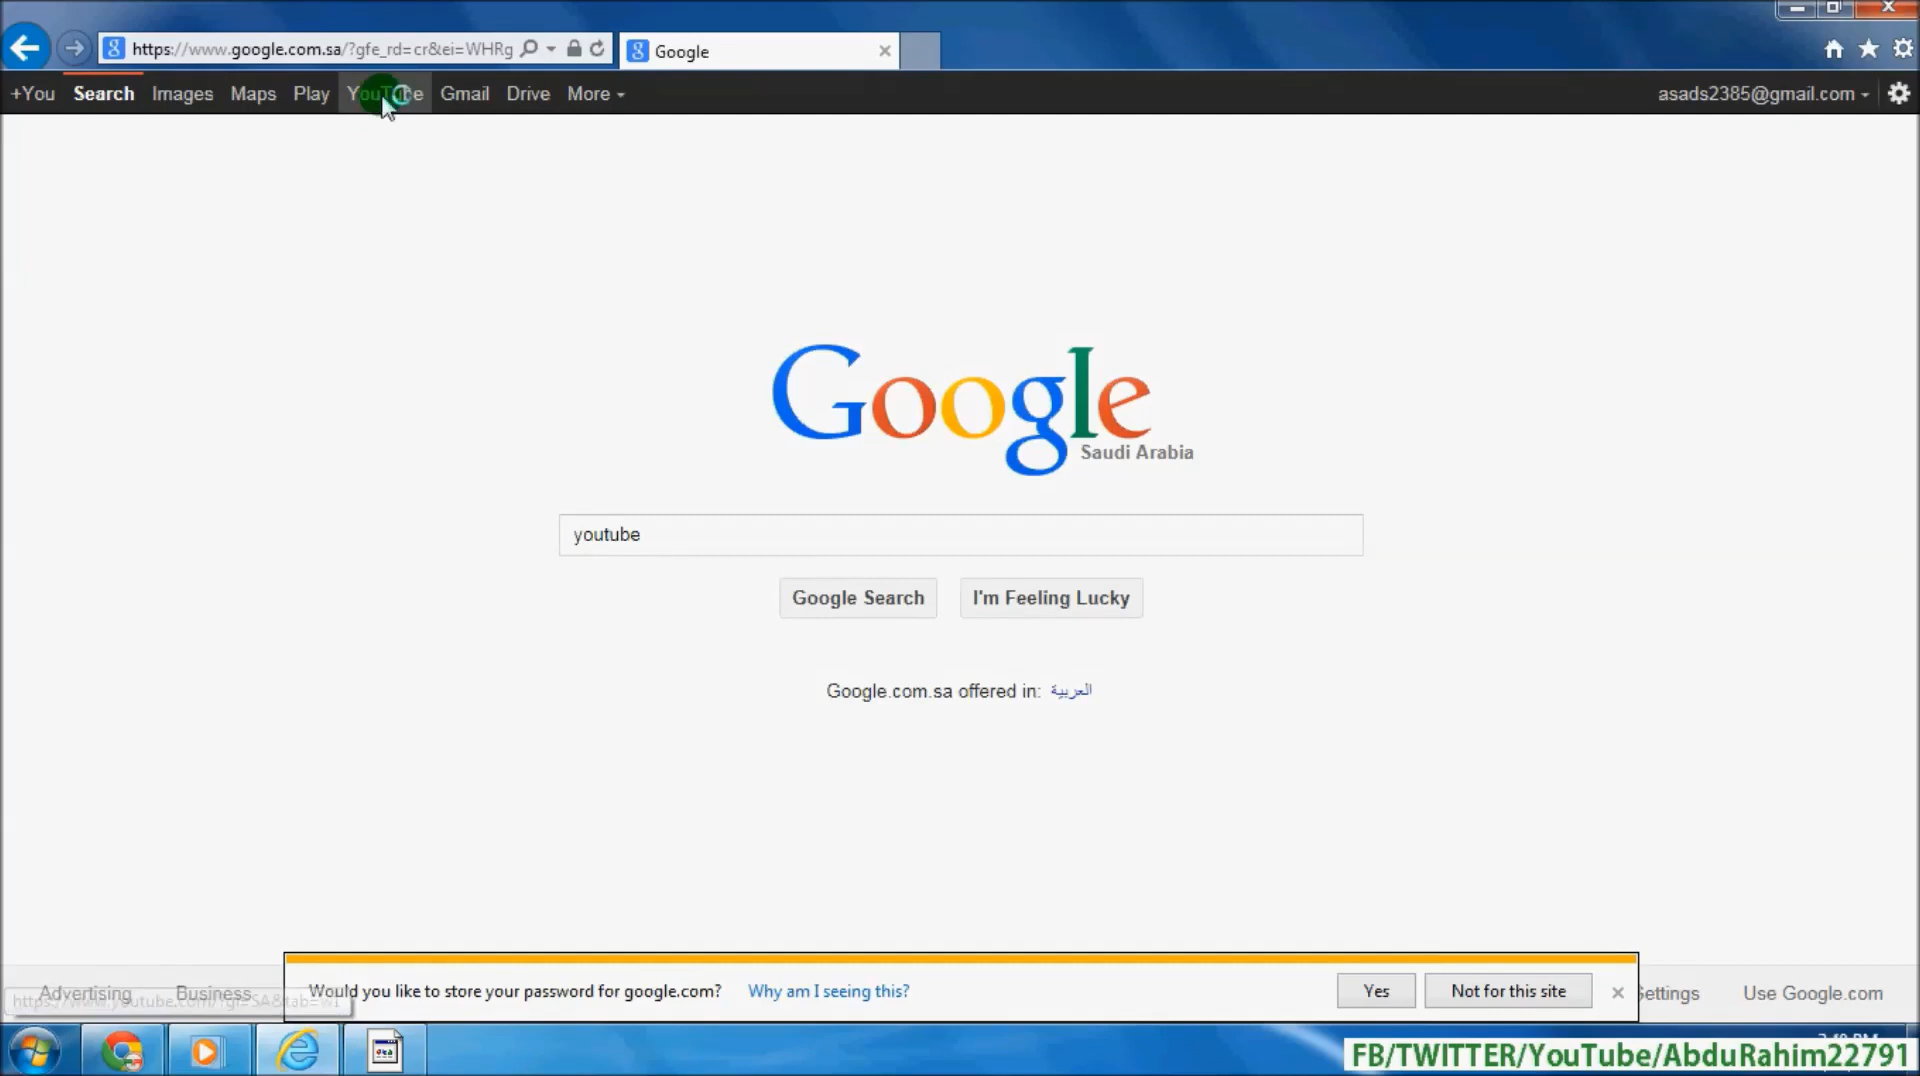 https://www.google.com.sa/?gfe_rd=cr&ei=WHRg
Google
+You Search Images Maps Play YouTube Gmail Drive More
asads2385@gmail.com
Google
Saudi Arabia
youtube
Google Search I'm Feeling Lucky
Google.com.sa offered in: العربية
Advertising Business
Would you like to store your password for google.com? Why am I seeing this? Yes Not for this site
Settings Use Google.com
FB/TWITTER/YouTube/AbduRahim22791